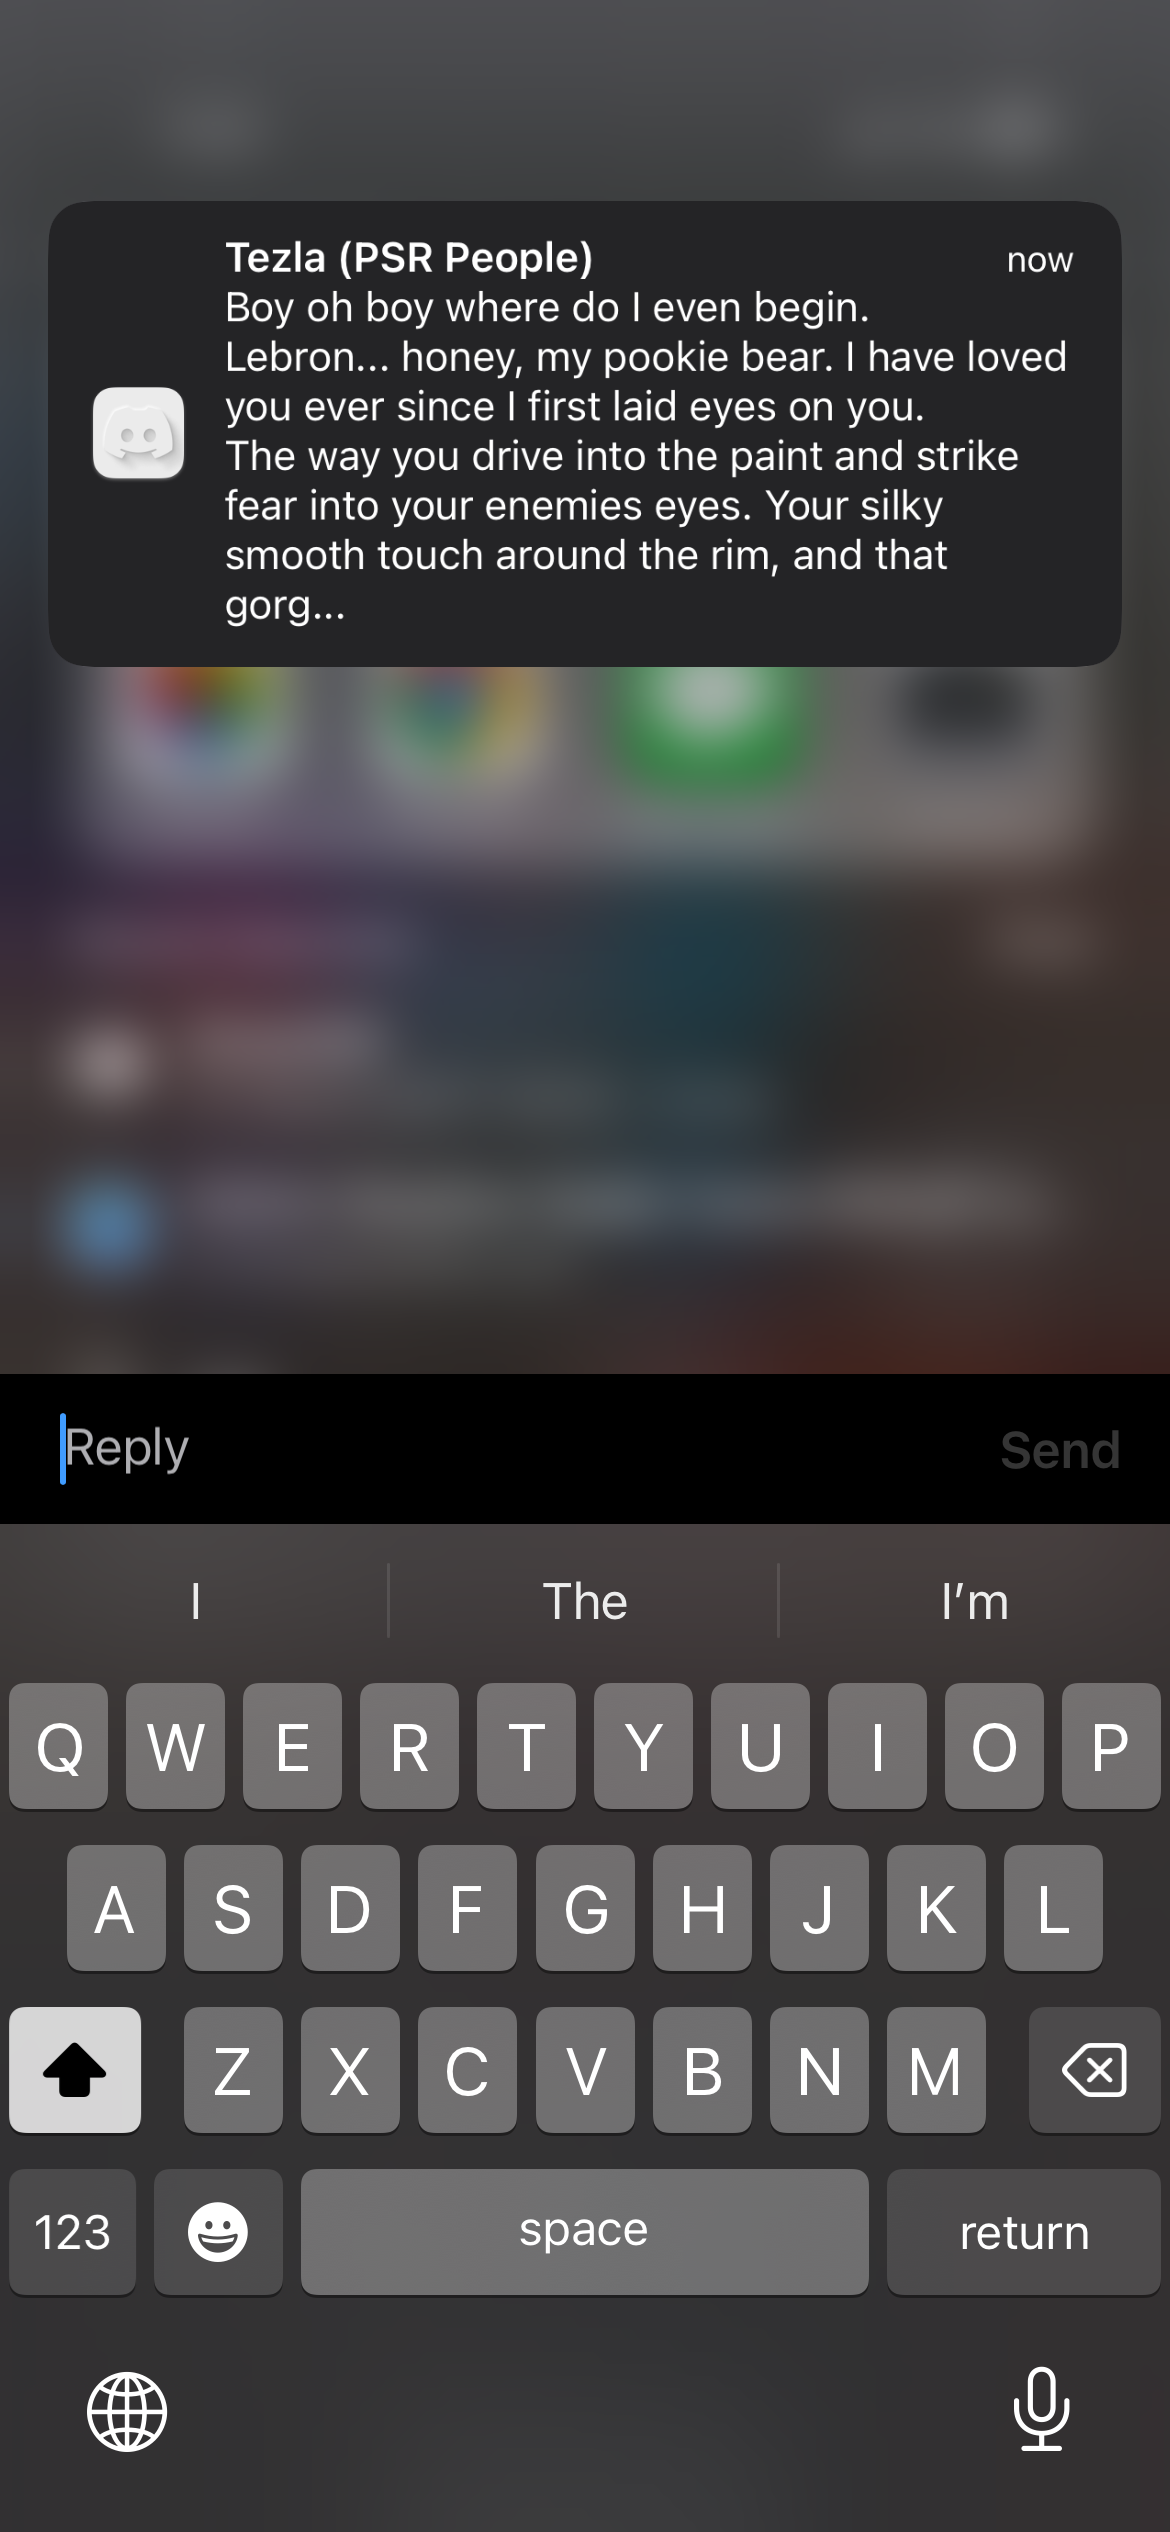 Tezla (PSR People)
now
Boy oh boy where do I even begin.
Lebron... honey, my pookie bear. I have loved
you ever since I first laid eyes on you.
The way you drive into the paint and strike
fear into your enemies eyes. Your silky
smooth touch around the rim, and that
gorg...
Reply
Send
I
The
I’m
Q W E R T Y U I O P
A S D F G H J K L
Z X C V B N M
123
space
return